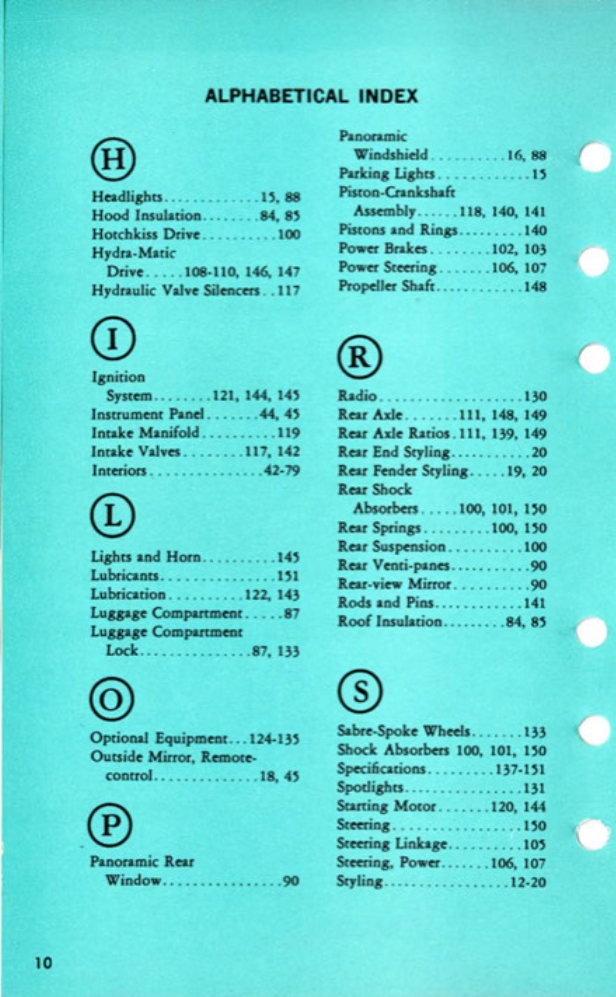 ALPHABETICAL INDEX
H
Headlights..............15, 88
Hood Insulation........84, 85
Hotchkiss Drive..........100
Hydra-Matic
Drive.....108-110, 146, 147
Hydraulic Valve Silencers..117
I
Ignition
System........121, 144, 145
Instrument Panel.......44, 45
Intake Manifold..........119
Intake Valves........117, 142
Interiors................42-79
L
Lights and Horn..........145
Lubricants................151
Lubrication..........122, 143
Luggage Compartment.....87
Luggage Compartment
Lock...............87, 133
O
Optional Equipment...124-135
Outside Mirror, Remote-
control..............18, 45
P
Panoramic Rear
Window................90
Panoramic
Windshield..........16, 88
Parking Lights.............15
Piston-Crankshaft
Assembly......118, 140, 141
Pistons and Rings.........140
Power Brakes........102, 103
Power Steering.......106, 107
Propeller Shaft............148
R
Radio....................130
Rear Axle.......111, 148, 149
Rear Axle Ratios.111, 139, 149
Rear End Styling...........20
Rear Fender Styling.....19, 20
Rear Shock
Absorbers.....100, 101, 150
Rear Springs.........100, 150
Rear Suspension..........100
Rear Venti-panes...........90
Rear-view Mirror...........90
Rods and Pins............141
Roof Insulation.........84, 85
S
Sabre-Spoke Wheels.......133
Shock Absorbers 100, 101, 150
Specifications.........137-151
Spotlights................131
Starting Motor.......120, 144
Steering..................150
Steering Linkage..........105
Steering, Power.......106, 107
Styling.................12-20
10